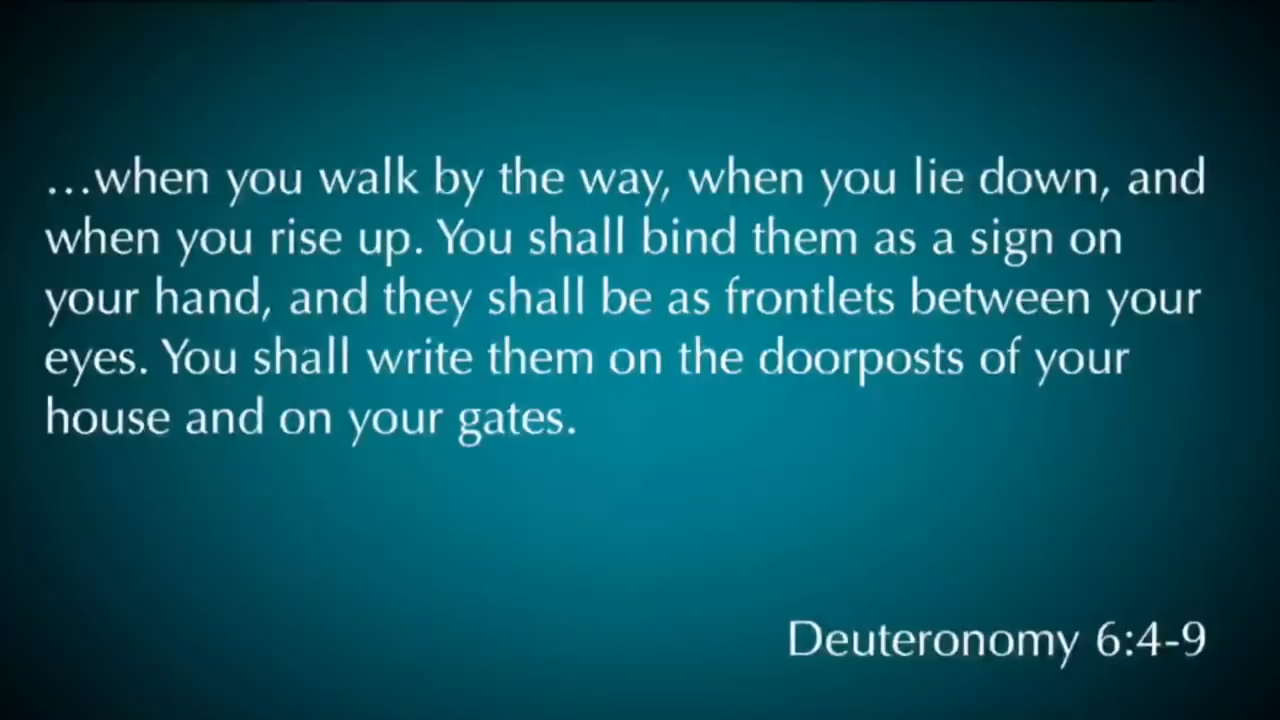 …when you walk by the way, when you lie down, and
when you rise up. You shall bind them as a sign on
your hand, and they shall be as frontlets between your
eyes. You shall write them on the doorposts of your
house and on your gates.
Deuteronomy 6:4-9